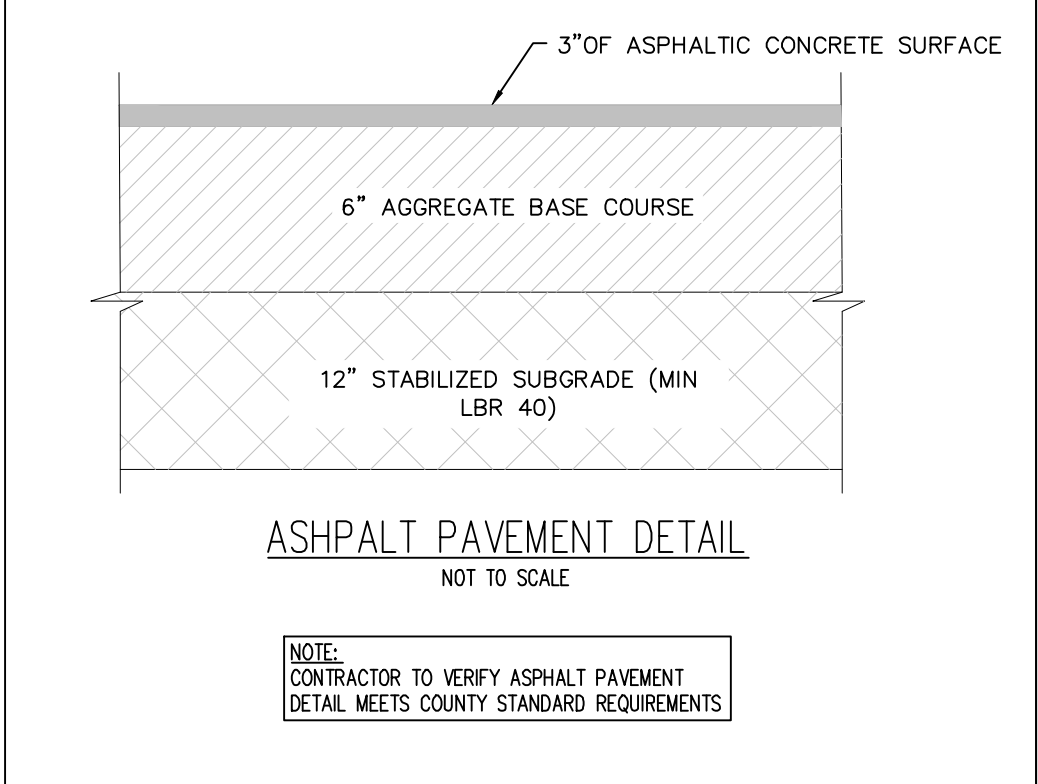 3”OF ASPHALTIC CONCRETE SURFACE
6” AGGREGATE BASE COURSE
12” STABILIZED SUBGRADE (MIN
LBR 40)
ASHPALT PAVEMENT DETAIL
NOT TO SCALE
NOTE:
CONTRACTOR TO VERIFY ASPHALT PAVEMENT
DETAIL MEETS COUNTY STANDARD REQUIREMENTS